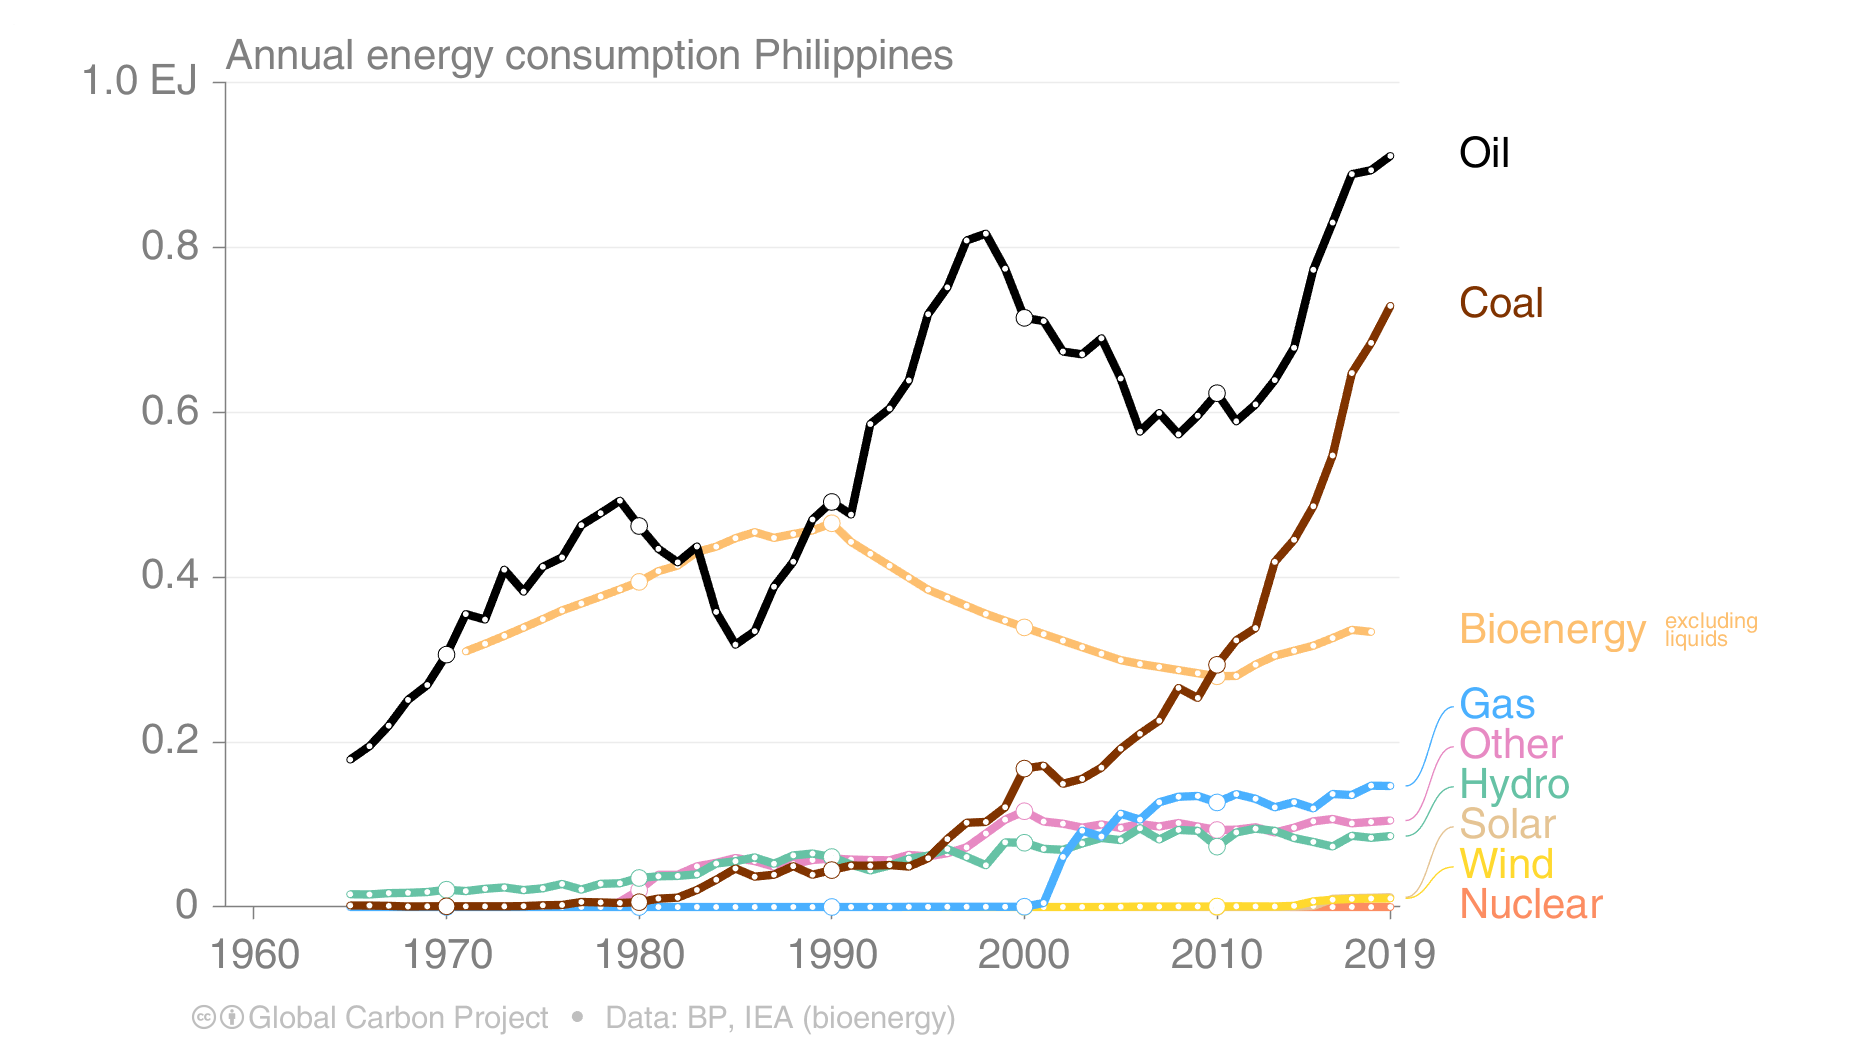 Annual energy consumption Philippines
1.0 EJ
0.8
0.6
0.4
0.2
0
1960 1970 1980 1990 2000 2010 2019
Oil
Coal
Bioenergy excluding
liquids
Gas
Other
Hydro
Solar
Wind
Nuclear
cc Global Carbon Project • Data: BP, IEA (bioenergy)